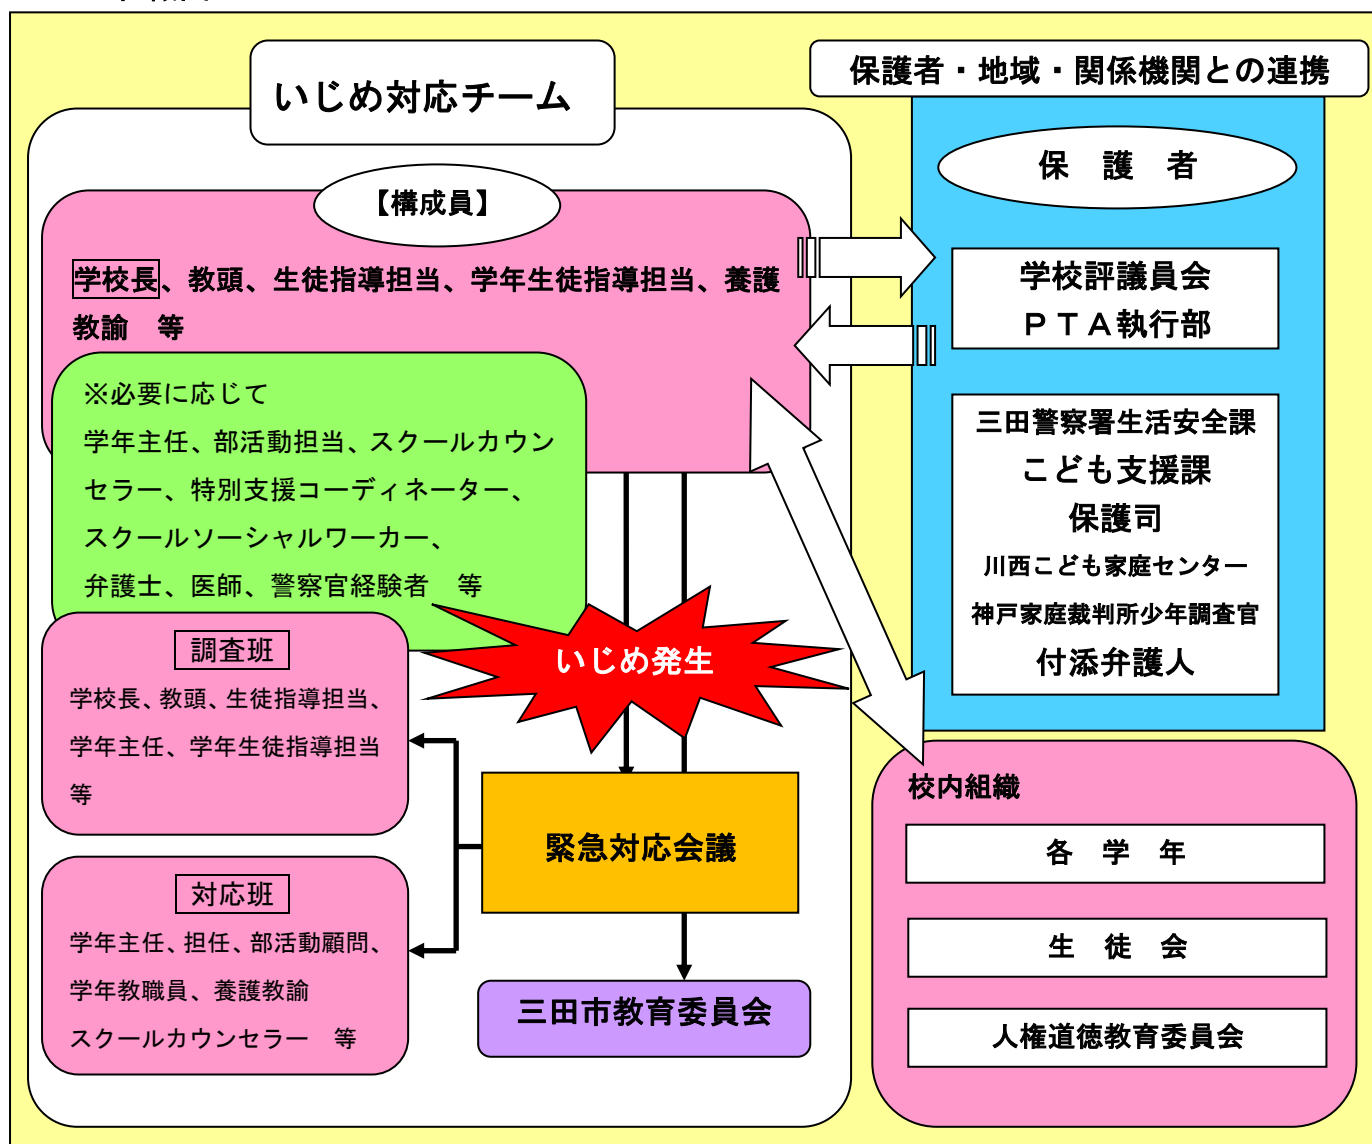 いじめ対応チーム
【構成員】
学校長、教頭、生徒指導担当、学年生徒指導担当、養護
教諭　等
※必要に応じて
学年主任、部活動担当、スクールカウン
セラー、特別支援コーディネーター、
スクールソーシャルワーカー、
弁護士、医師、警察官経験者　等
いじめ発生
調査班
学校長、教頭、生徒指導担当、
学年主任、学年生徒指導担当
等
緊急対応会議
対応班
学年主任、担任、部活動顧問、
学年教職員、養護教諭
スクールカウンセラー　等
三田市教育委員会
保護者・地域・関係機関との連携
保　護　者
学校評議員会
ＰＴＡ執行部
三田警察署生活安全課
こども支援課
保護司
川西こども家庭センター
神戸家庭裁判所少年調査官
付添弁護人
校内組織
各　学　年
生　徒　会
人権道徳教育委員会